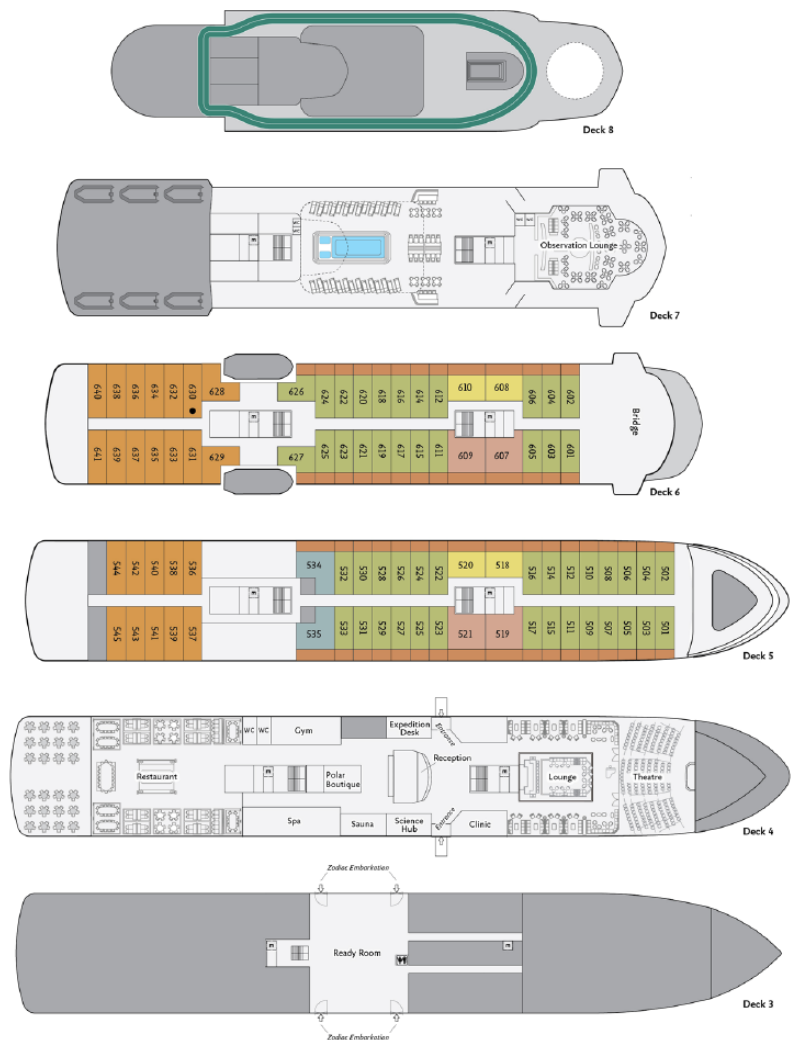 Deck 8
E
WC
WC
E
E
WC WC
Observation Lounge
Deck 7
640 638 636 634 632 630 628 626 624 622 620 618 616 614 612 610 608 606 604 602
E
E
Bridge
641 639 637 635 633 631 629 627 625 623 621 619 617 615 611 609 607 605 603 601
Deck 6
544 542 540 538 536 534 532 530 528 526 524 522 520 518 516 514 512 510 508 506 504 502
E
E
545 543 541 539 537 535 533 531 529 527 525 523 521 519 517 515 511 509 507 505 503 501
Deck 5
WC WC
Gym
Expedition
Desk
Entrance
Reception
Restaurant
E
Polar
Boutique
E
Lounge
Theatre
Spa
Sauna
Science
Hub
Entrance
Clinic
Deck 4
Zodiac Embarkation
E
Ready Room
E
Deck 3
Zodiac Embarkation